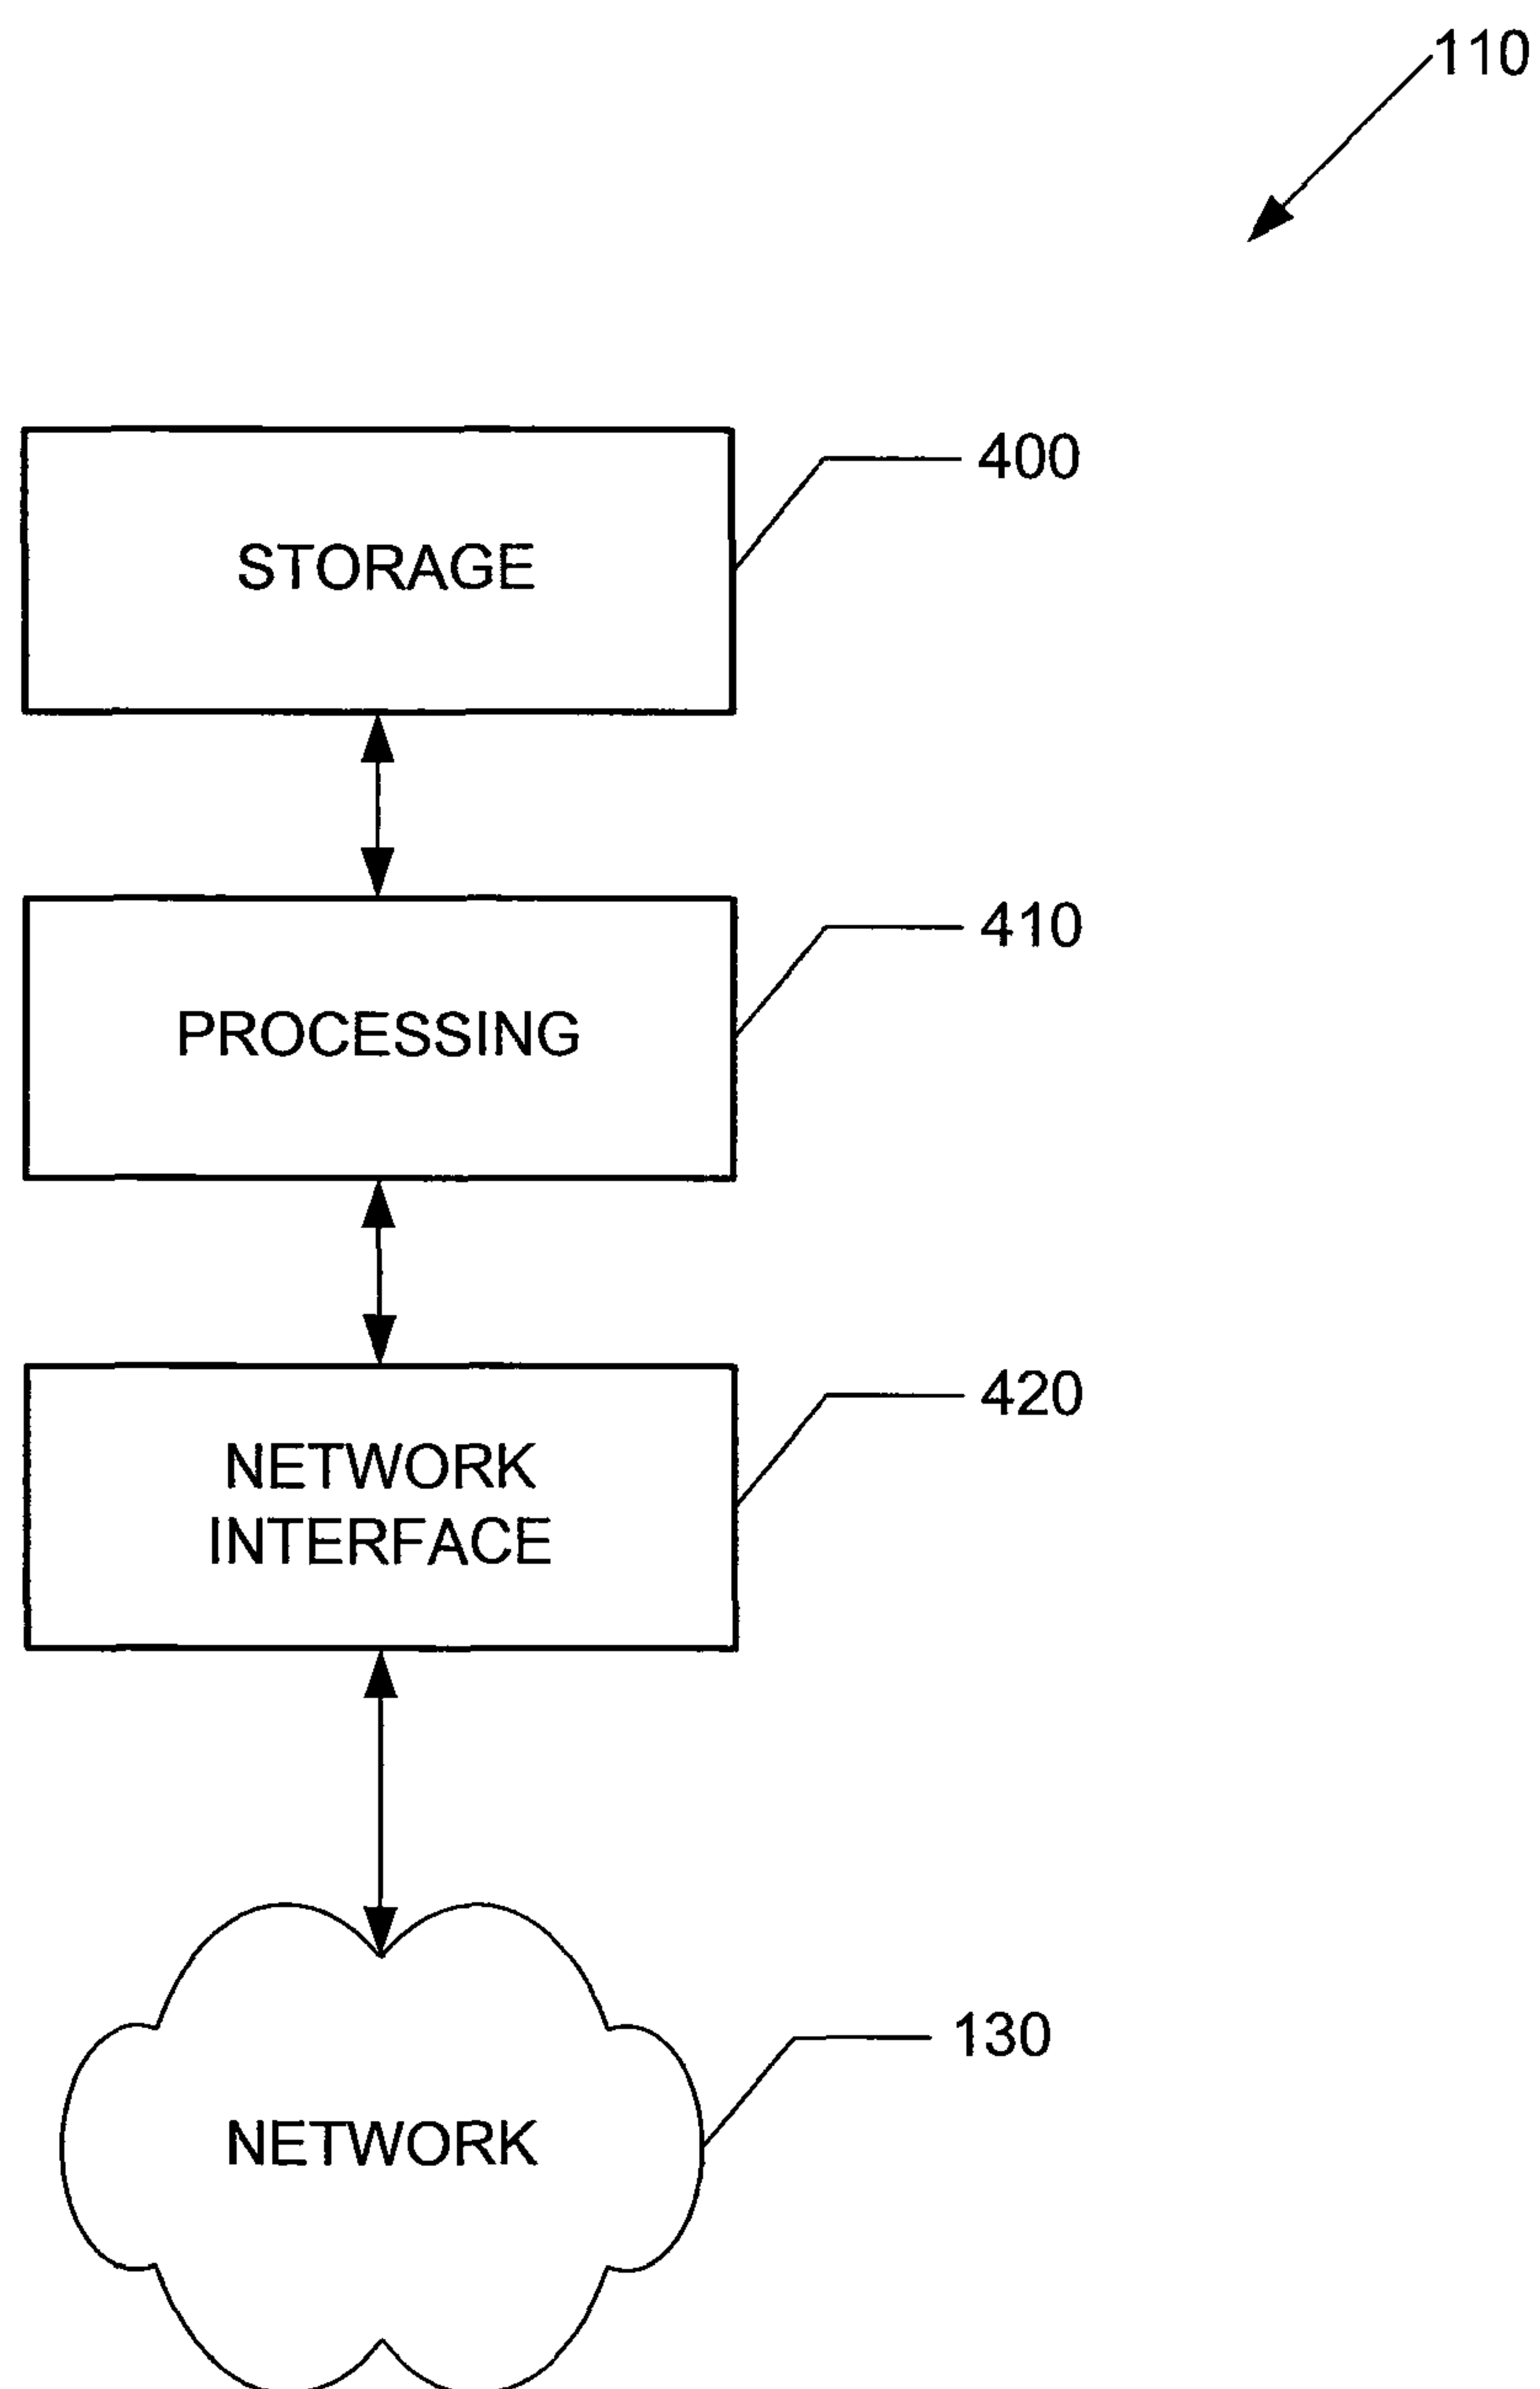 110
400
STORAGE
410
PROCESSING
420
NETWORK
INTERFACE
130
NETWORK